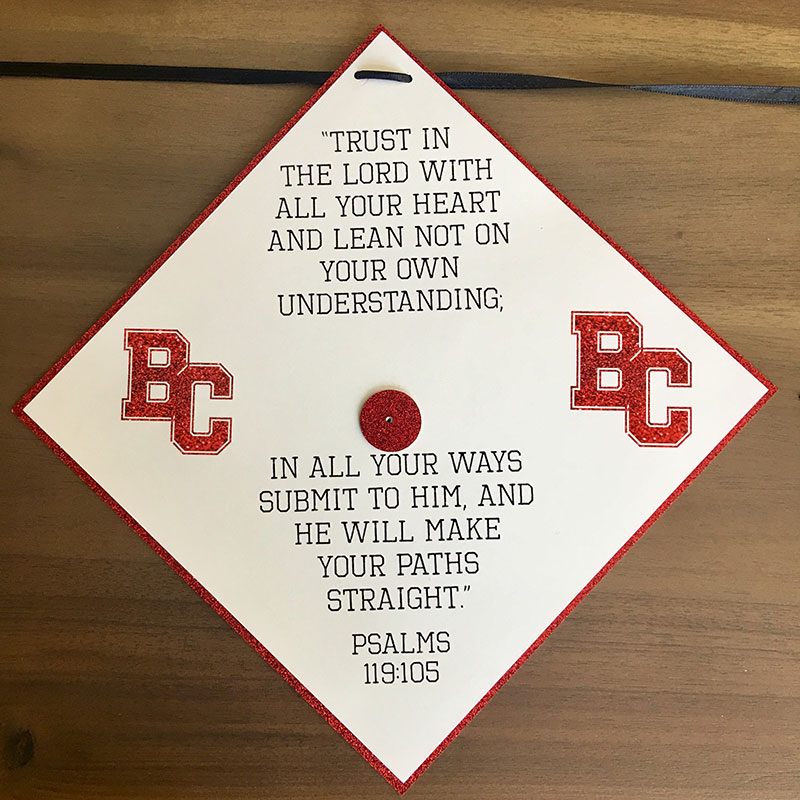 “TRUST IN
THE LORD WITH
ALL YOUR HEART
AND LEAN NOT ON
YOUR OWN
UNDERSTANDING;
BC
BC
IN ALL YOUR WAYS
SUBMIT TO HIM, AND
HE WILL MAKE
YOUR PATHS
STRAIGHT.”
PSALMS
119:105